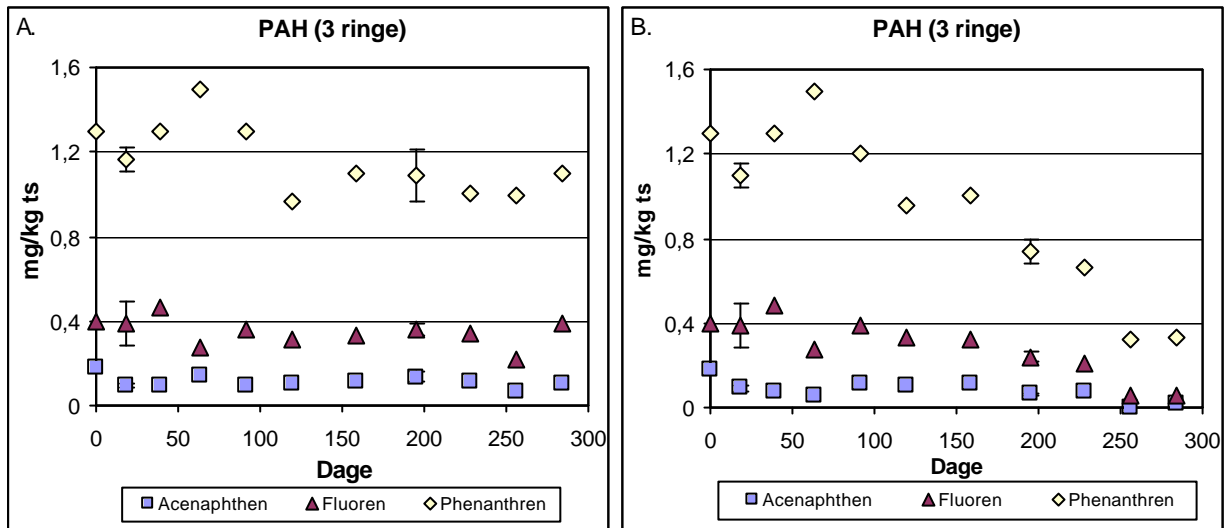 A.
PAH (3 ringe)
1,6
1,2
0,8
0,4
0
mg/kg ts
0 50 100 150 200 250 300
Dage
Acenaphthen Fluoren Phenanthren
B.
PAH (3 ringe)
1,6
1,2
0,8
0,4
0
mg/kg ts
0 50 100 150 200 250 300
Dage
Acenaphthen Fluoren Phenanthren